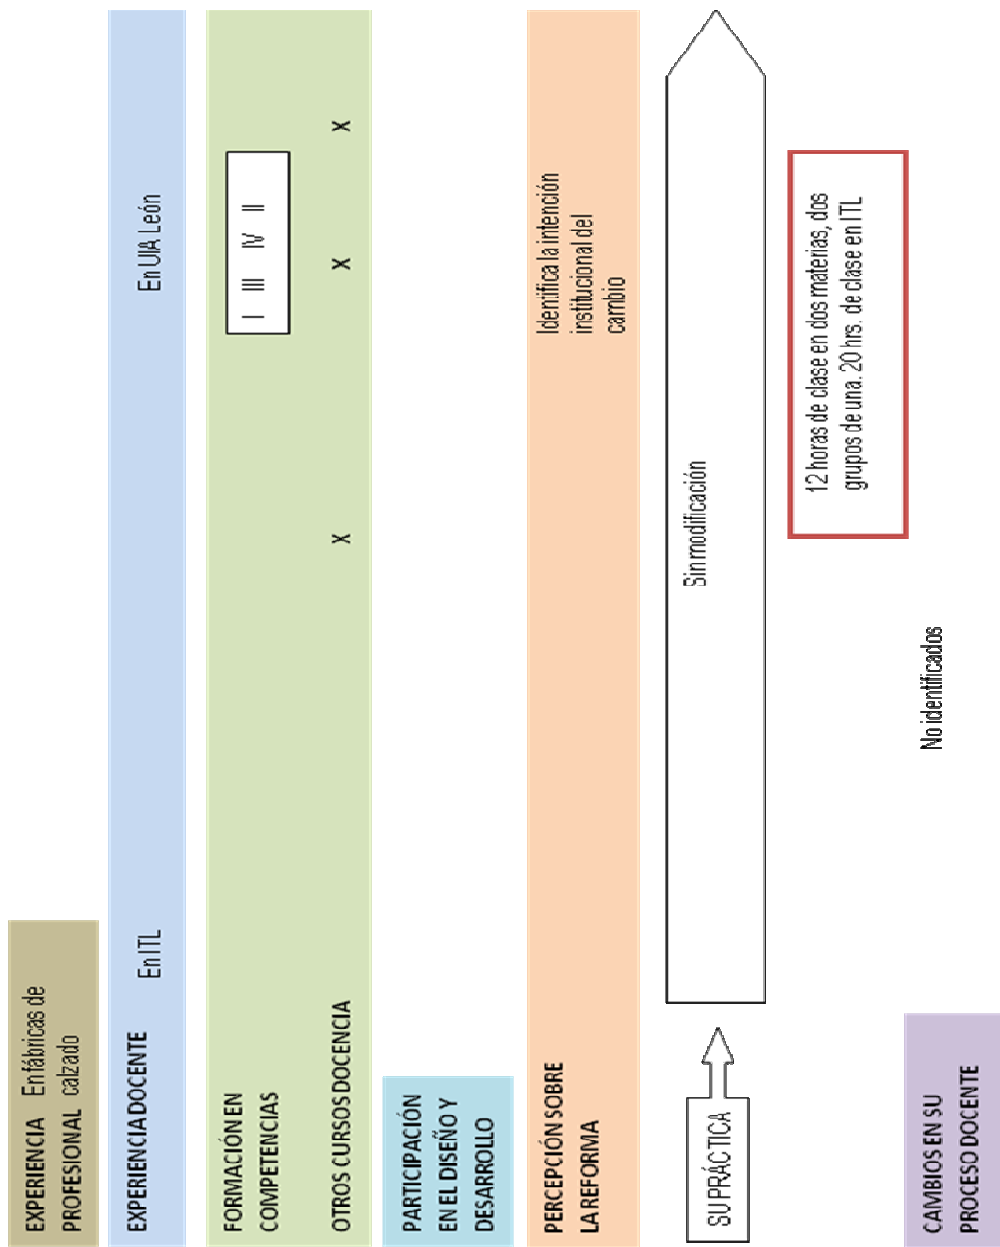 EXPERIENCIA
PROFESIONAL
En fábricas de
calzado
EXPERIENCIA DOCENTE
En ITL
En UIA León
FORMACIÓN EN
COMPETENCIAS
I III IV II
OTROS CURSOS DOCENCIA
X
X
X
PARTICIPACIÓN
EN EL DISEÑO Y
DESARROLLO
PERCEPCIÓN SOBRE
LA REFORMA
Identifica la intención
institucional del
cambio
SU PRÁCTICA
Sin modificación
12 horas de clase en dos materias, dos
grupos de una. 20 hrs. de clase en ITL
CAMBIOS EN SU
PROCESO DOCENTE
No identificados